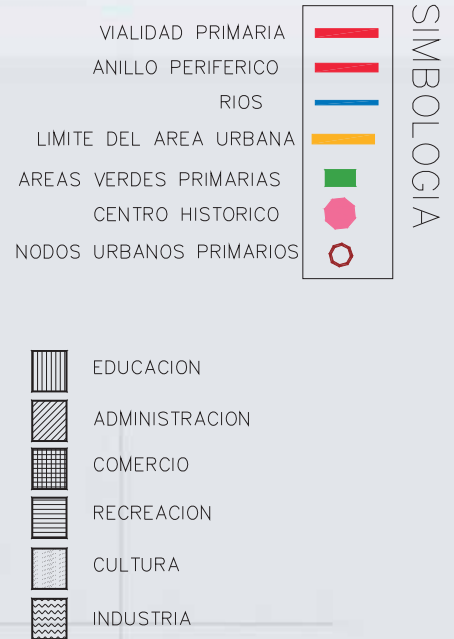 SIMBOLOGIA
VIALIDAD PRIMARIA
ANILLO PERIFERICO
RIOS
LIMITE DEL AREA URBANA
AREAS VERDES PRIMARIAS
CENTRO HISTORICO
NODOS URBANOS PRIMARIOS
EDUCACION
ADMINISTRACION
COMERCIO
RECREACION
CULTURA
INDUSTRIA